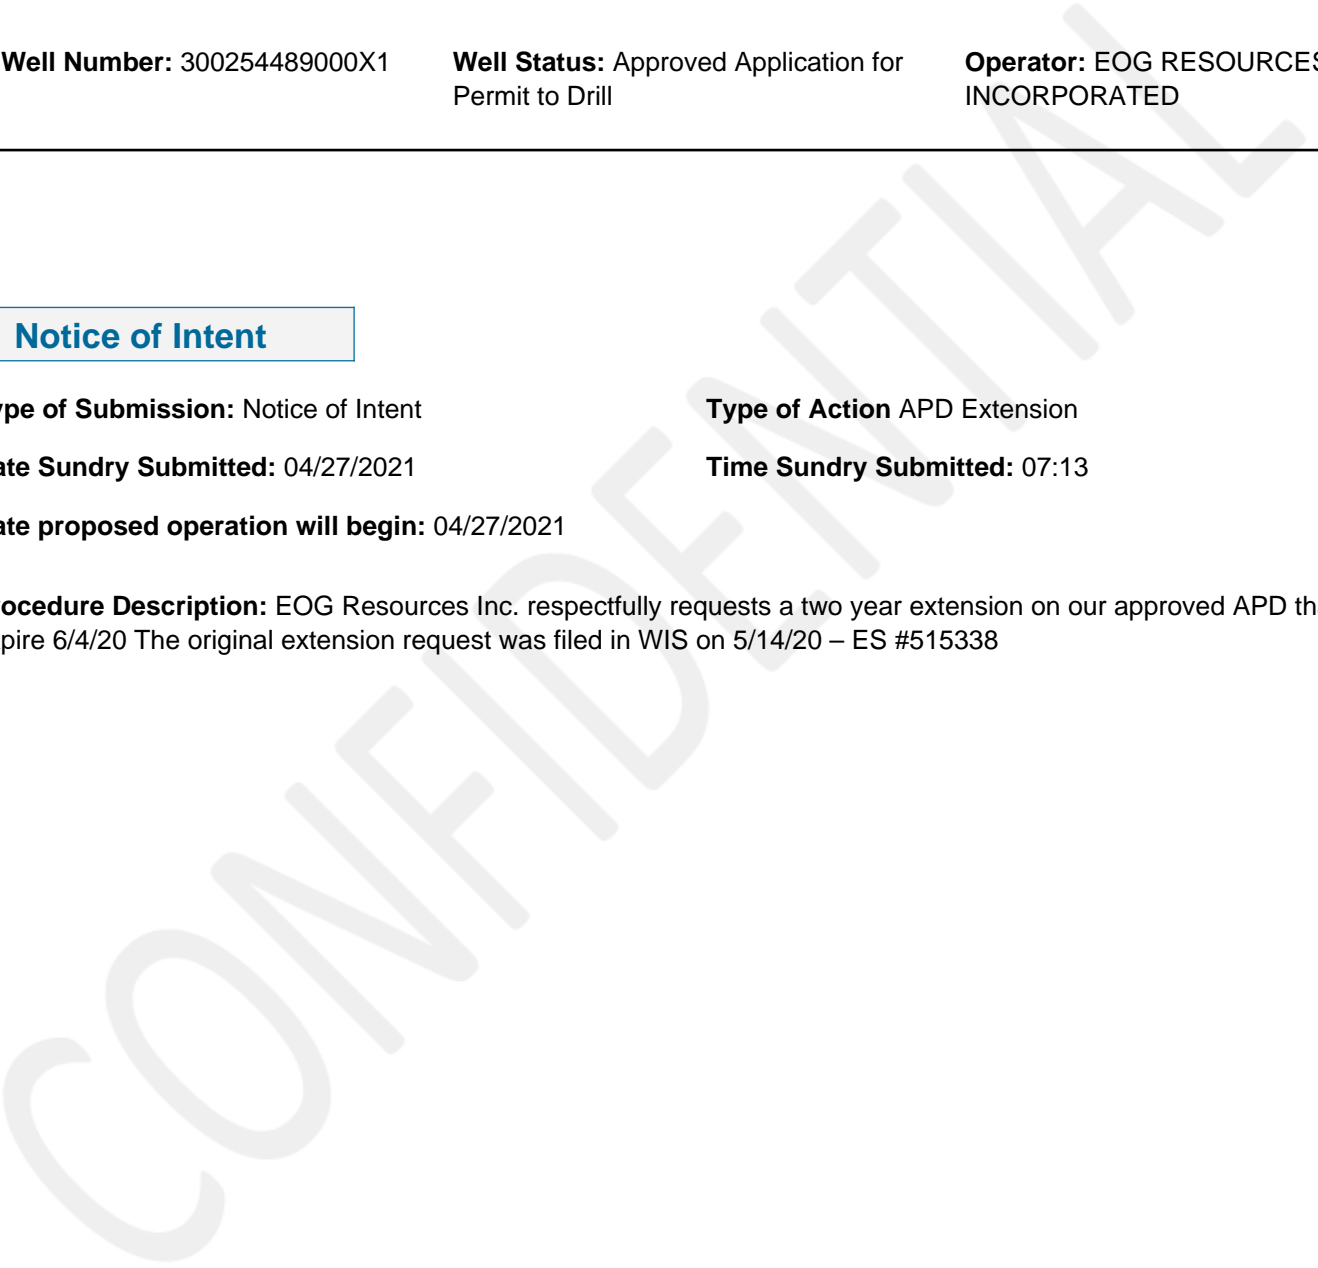 Well Number: 300254489000X1 Well Status: Approved Application for Permit to Drill Operator: EOG RESOURCES INCORPORATED
Notice of Intent
ype of Submission: Notice of Intent Type of Action APD Extension
ate Sundry Submitted: 04/27/2021 Time Sundry Submitted: 07:13
ate proposed operation will begin: 04/27/2021
rocedure Description: EOG Resources Inc. respectfully requests a two year extension on our approved APD th
pire 6/4/20 The original extension request was filed in WIS on 5/14/20 – ES #515338
CONFIDENTIAL